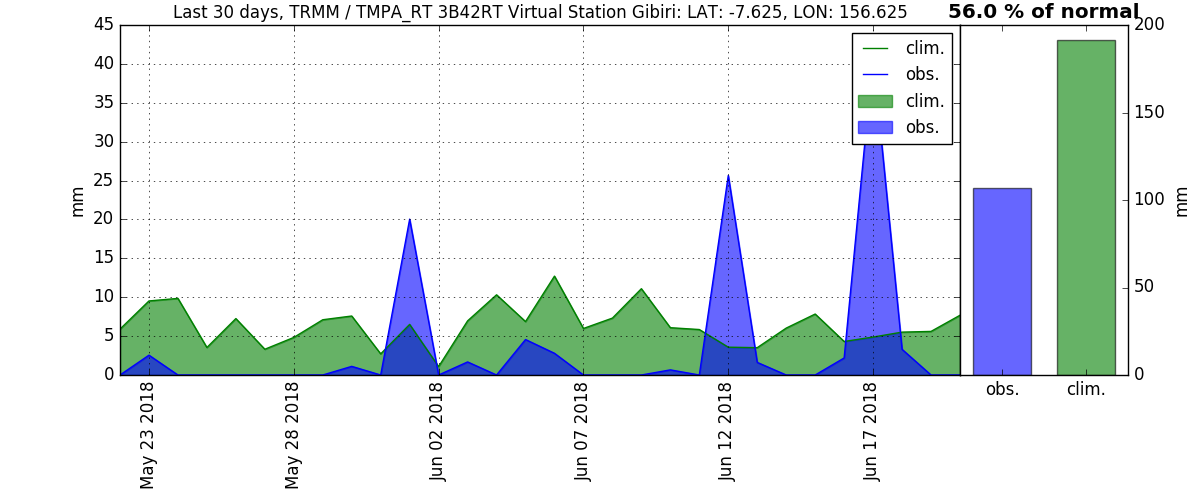 Last 30 days, TRMM / TMPA_RT 3B42RT Virtual Station Gibiri: LAT: -7.625, LON: 156.625
56.0 % of normal
45
40
35
30
25
20
15
10
5
0
mm
clim.
obs.
clim.
obs.
May 23 2018
May 28 2018
Jun 02 2018
Jun 07 2018
Jun 12 2018
Jun 17 2018
200
150
100
50
0
mm
obs.
clim.